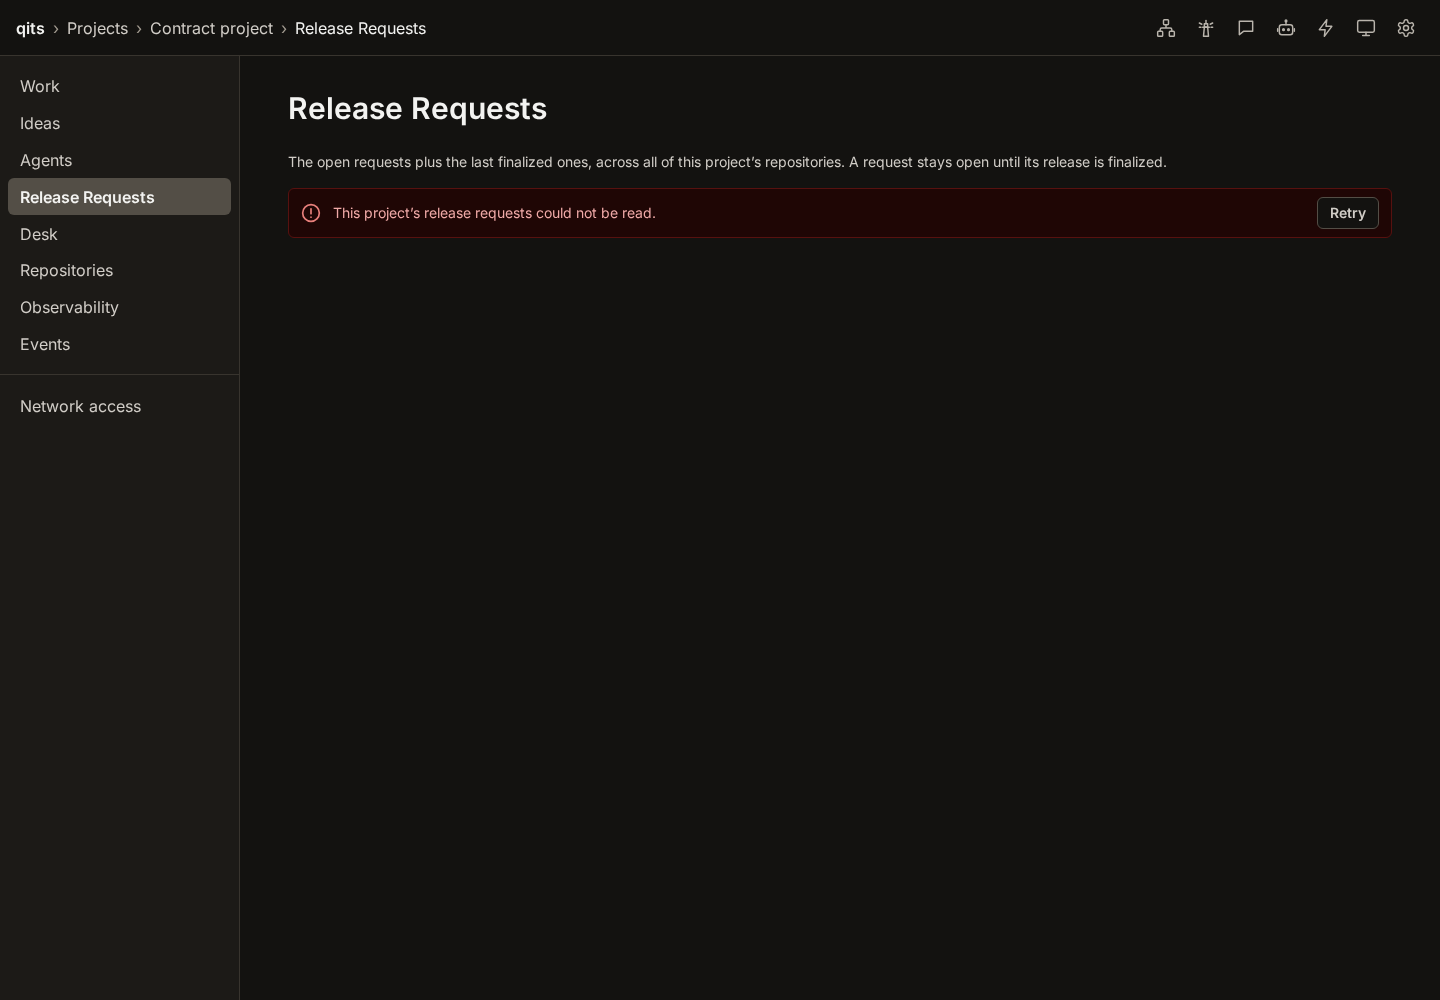 qits › Projects › Contract project › Release Requests
Work
Ideas
Agents
Release Requests
Desk
Repositories
Observability
Events
Network access
Release Requests
The open requests plus the last finalized ones, across all of this project’s repositories. A request stays open until its release is finalized.
This project’s release requests could not be read.
Retry